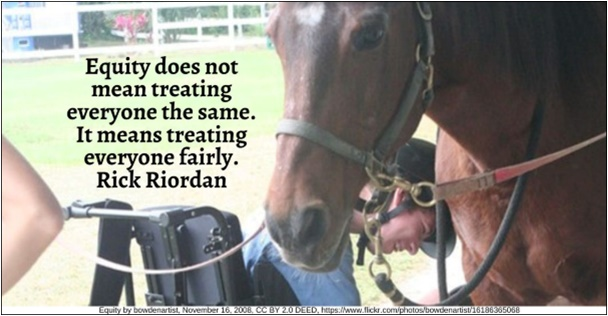 Equity does not
mean treating
everyone the same.
It means treating
everyone fairly.
Rick Riordan
Equity by bowdenartist, November 16, 2008, CC BY 2.0 DEED, https://www.flickr.com/photos/bowdenartist/16186365068